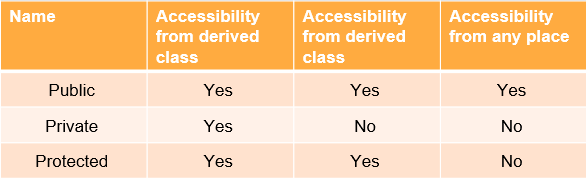 Name Accessibility from derived class Accessibility from derived class Accessibility from any place
Public Yes Yes Yes
Private Yes No No
Protected Yes Yes No